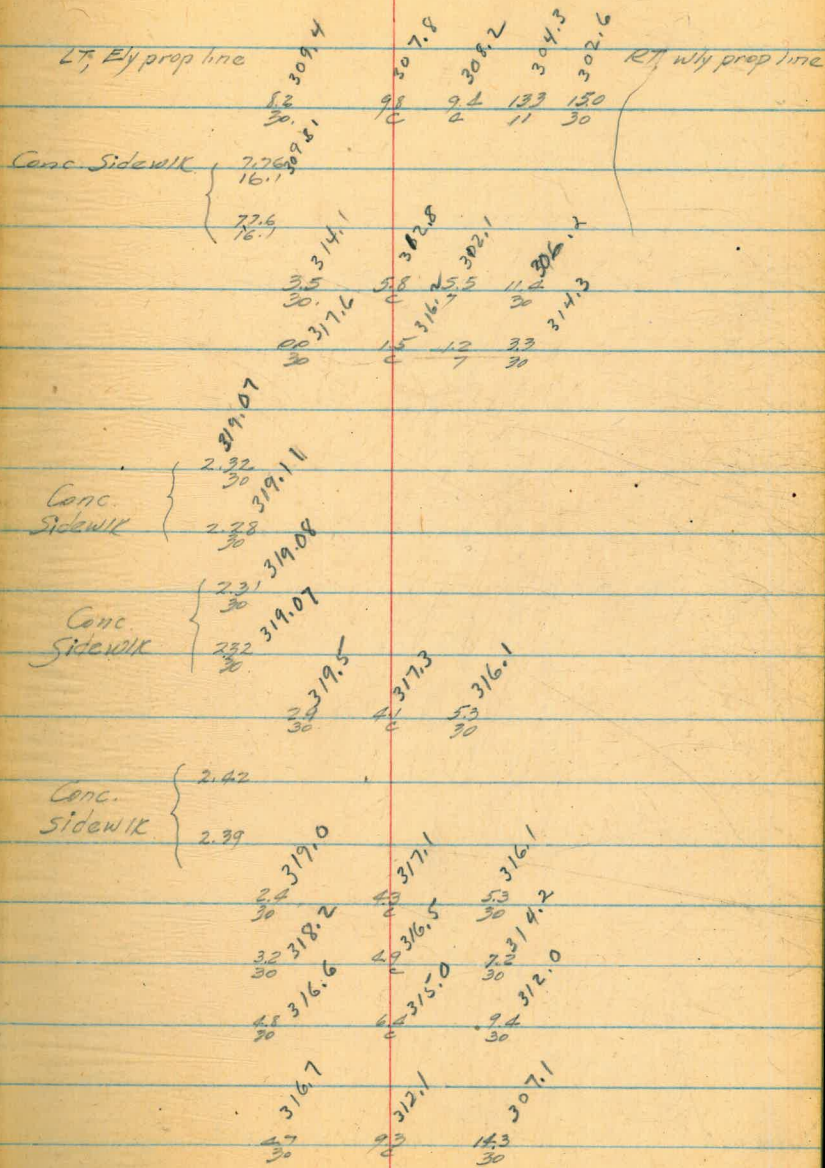 309.4 307.8 308.2 304.3 302.6
LT, Ely prop line RT, Wly prop line
8.2 9.8 9.4 13.3 15.0
30. C 4 11 30
309.81
Conc. Sidewlk 7.76
16.1
77.6
16.1
314.1 302.1 306.2
3.5 5.8 5.5 11.4
30. C 7 30
317.6 316.2 314.3
00 1.5 1.2 3.3
30 C 7 30
319.07
2.32
30
319.11
Conc.
Sidewlk 2.28
30
319.08
2.31
30
319.07
Conc
Sidewlk 2.32
30
319.5 317.3 316.1
2.9 4.1 5.3
30 C 30
2.42
Conc.
Sidewlk
2.39
319.0 317.1 316.1
2.4 4.3 5.3
30 C 30
318.2 316.5 314.2
3.2 4.9 7.2
30 C 30
316.6 315.0 312.0
4.8 6.4 9.4
30 C 30
316.7 312.1 307.1
4.7 9.3 14.3
30 C 30